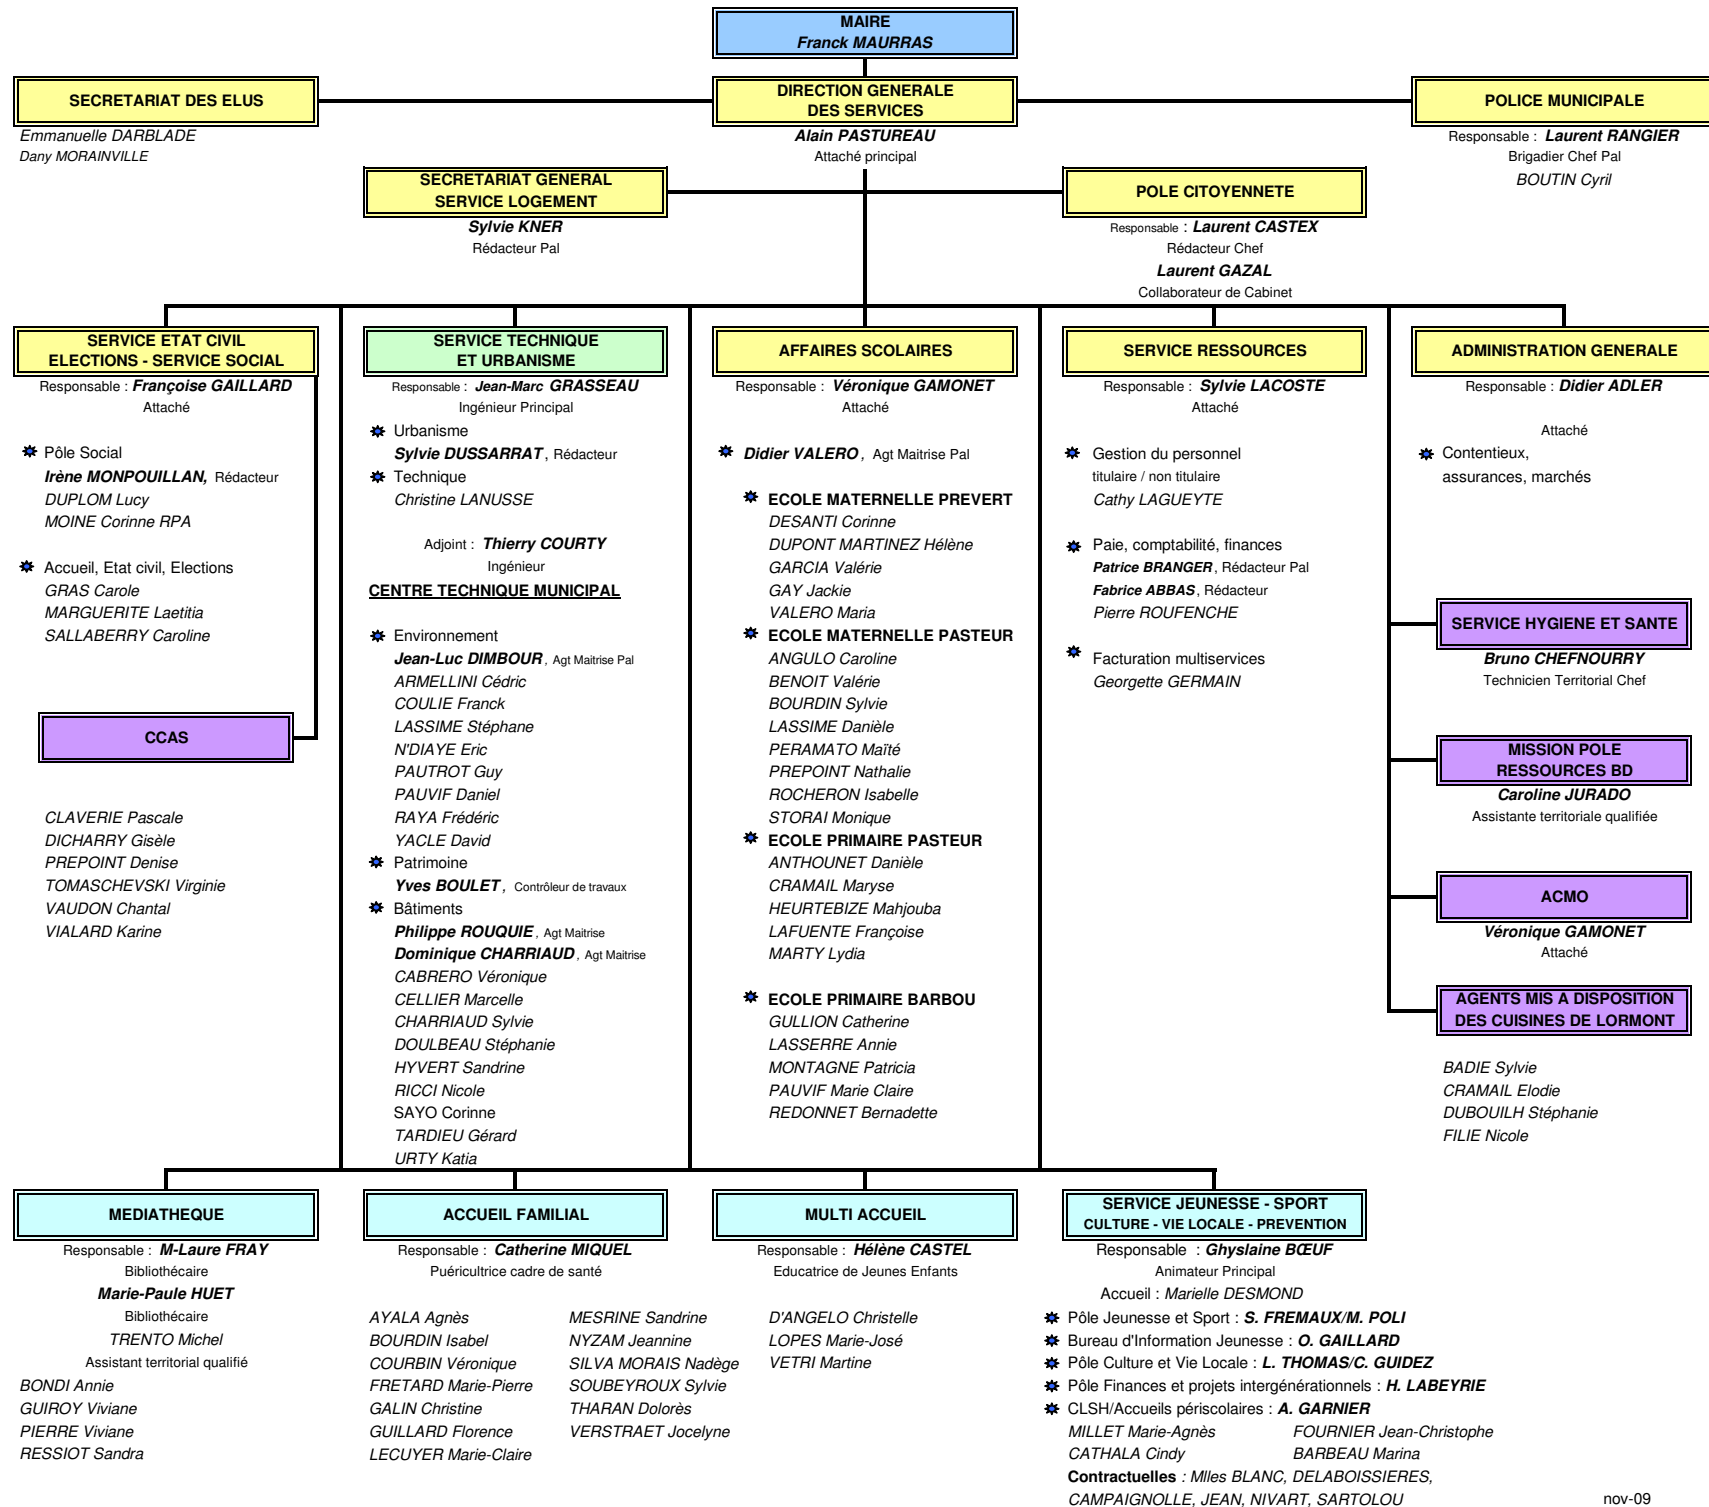 MAIRE
Franck MAURRAS
SECRETARIAT DES ELUS
Emmanuelle DARBLADE
Dany MORAINVILLE
DIRECTION GENERALE
DES SERVICES
Alain PASTUREAU
Attaché principal
POLICE MUNICIPALE
Responsable : Laurent RANGIER
Brigadier Chef Pal
BOUTIN Cyril
SECRETARIAT GENERAL
SERVICE LOGEMENT
Sylvie KNER
Rédacteur Pal
POLE CITOYENNETE
Responsable : Laurent CASTEX
Rédacteur Chef
Laurent GAZAL
Collaborateur de Cabinet
SERVICE ETAT CIVIL
ELECTIONS - SERVICE SOCIAL
Responsable : Françoise GAILLARD
Attaché
Pôle Social
Irène MONPOUILLAN, Rédacteur
DUPLOM Lucy
MOINE Corinne RPA
Accueil, Etat civil, Elections
GRAS Carole
MARGUERITE Laetitia
SALLABERRY Caroline
CCAS
CLAVERIE Pascale
DICHARRY Gisèle
PREPOINT Denise
TOMASCHEVSKI Virginie
VAUDON Chantal
VIALARD Karine
SERVICE TECHNIQUE
ET URBANISME
Responsable : Jean-Marc GRASSEAU
Ingénieur Principal
Urbanisme
Sylvie DUSSARRAT , Rédacteur
Technique
Christine LANUSSE
Adjoint : Thierry COURTY
Ingénieur
CENTRE TECHNIQUE MUNICIPAL
Environnement
Jean-Luc DIMBOUR , Agt Maitrise Pal
ARMELLINI Cédric
COULIE Franck
LASSIME Stéphane
N'DIAYE Eric
PAUTROT Guy
PAUVIF Daniel
RAYA Frédéric
YACLE David
Patrimoine
Yves BOULET , Contrôleur de travaux
Bâtiments
Philippe ROUQUIE , Agt Maitrise
Dominique CHARRIAUD , Agt Maitrise
CABRERO Véronique
CELLIER Marcelle
CHARRIAUD Sylvie
DOULBEAU Stéphanie
HYVERT Sandrine
RICCI Nicole
SAYO Corinne
TARDIEU Gérard
URTY Katia
AFFAIRES SCOLAIRES
Responsable : Véronique GAMONET
Attaché
Didier VALERO , Agt Maitrise Pal
ECOLE MATERNELLE PREVERT
DESANTI Corinne
DUPONT MARTINEZ Hélène
GARCIA Valérie
GAY Jackie
VALERO Maria
ECOLE MATERNELLE PASTEUR
ANGULO Caroline
BENOIT Valérie
BOURDIN Sylvie
LASSIME Danièle
PERAMATO Maïté
PREPOINT Nathalie
ROCHERON Isabelle
STORAI Monique
ECOLE PRIMAIRE PASTEUR
ANTHOUNET Danièle
CRAMAIL Maryse
HEURTEBIZE Mahjouba
LAFUENTE Françoise
MARTY Lydia
ECOLE PRIMAIRE BARBOU
GULLION Catherine
LASSERRE Annie
MONTAGNE Patricia
PAUVIF Marie Claire
REDONNET Bernadette
SERVICE RESSOURCES
Responsable : Sylvie LACOSTE
Attaché
Gestion du personnel
titulaire / non titulaire
Cathy LAGUEYTE
Paie, comptabilité, finances
Patrice BRANGER , Rédacteur Pal
Fabrice ABBAS , Rédacteur
Pierre ROUFENCHE
Facturation multiservices
Georgette GERMAIN
ADMINISTRATION GENERALE
Responsable : Didier ADLER
Attaché
Contentieux,
assurances, marchés
SERVICE HYGIENE ET SANTE
Bruno CHEFNOURRY
Technicien Territorial Chef
MISSION POLE
RESSOURCES BD
Caroline JURADO
Assistante territoriale qualifiée
ACMO
Véronique GAMONET
Attaché
AGENTS MIS A DISPOSITION
DES CUISINES DE LORMONT
BADIE Sylvie
CRAMAIL Elodie
DUBOUILH Stéphanie
FILIE Nicole
MEDIATHEQUE
Responsable : M-Laure FRAY
Bibliothécaire
Marie-Paule HUET
Bibliothécaire
TRENTO Michel
Assistant territorial qualifié
BONDI Annie
GUIROY Viviane
PIERRE Viviane
RESSIOT Sandra
ACCUEIL FAMILIAL
Responsable : Catherine MIQUEL
Puéricultrice cadre de santé
AYALA Agnès
BOURDIN Isabel
COURBIN Véronique
FRETARD Marie-Pierre
GALIN Christine
GUILLARD Florence
LECUYER Marie-Claire
MESRINE Sandrine
NYZAM Jeannine
SILVA MORAIS Nadège
SOUBEYROUX Sylvie
THARAN Dolorès
VERSTRAET Jocelyne
MULTI ACCUEIL
Responsable : Hélène CASTEL
Educatrice de Jeunes Enfants
D'ANGELO Christelle
LOPES Marie-José
VETRI Martine
SERVICE JEUNESSE - SPORT
CULTURE - VIE LOCALE - PREVENTION
Responsable : Ghyslaine BŒUF
Animateur Principal
Accueil : Marielle DESMOND
Pôle Jeunesse et Sport : S. FREMAUX/M. POLI
Bureau d'Information Jeunesse : O. GAILLARD
Pôle Culture et Vie Locale : L. THOMAS/C. GUIDEZ
Pôle Finances et projets intergénérationnels : H. LABEYRIE
CLSH/Accueils périscolaires : A. GARNIER
MILLET Marie-Agnès FOURNIER Jean-Christophe
CATHALA Cindy BARBEAU Marina
Contractuelles : Mlles BLANC, DELABOISSIERES,
CAMPAIGNOLLE, JEAN, NIVART, SARTOLOU
nov-09